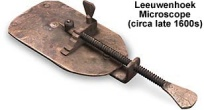 Leeuwenhoek
Microscope
(circa late 1600s)